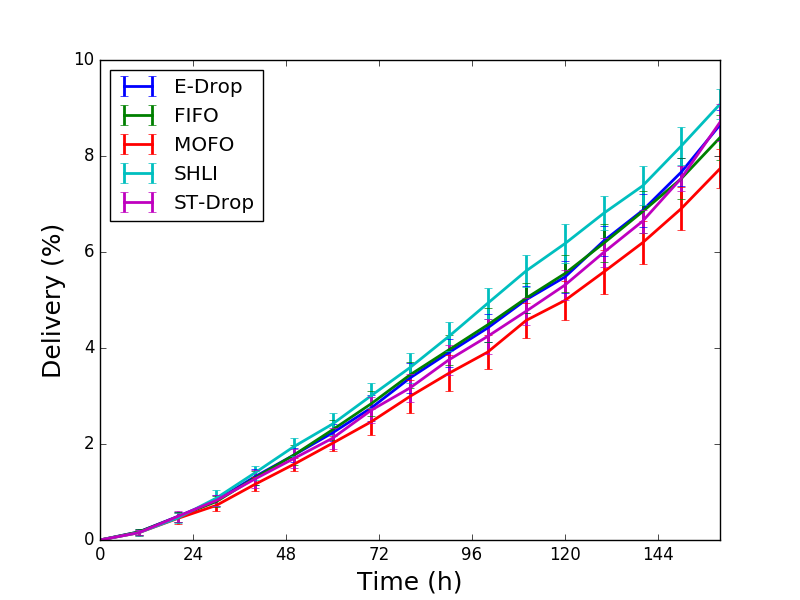 10
8
6
4
2
0
Delivery (%)
E-Drop
FIFO
MOFO
SHLI
ST-Drop
0 24 48 72 96 120 144
Time (h)